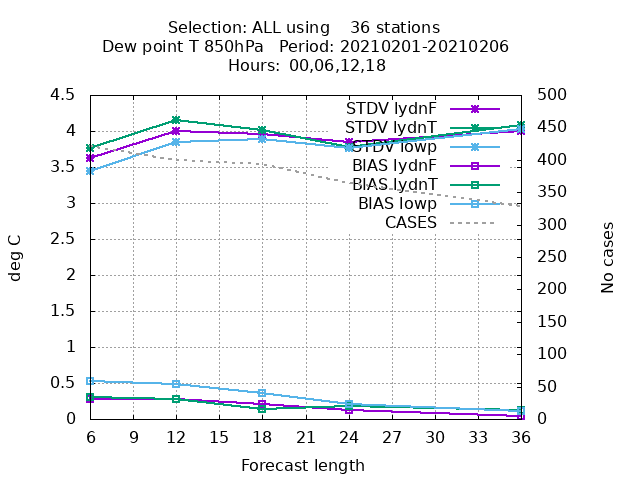 Selection: ALL using    36 stations
Dew point T 850hPa   Period: 20210201-20210206
Hours:  00,06,12,18
4.5
4
3.5
3
2.5
2
1.5
1
0.5
0
deg C
STDV lydnF
STDV lydnT
STDV lowp
BIAS lydnF
BIAS lydnT
BIAS lowp
CASES
500
450
400
350
300
250
200
150
100
50
0
No cases
6 9 12 15 18 21 24 27 30 33 36
Forecast length